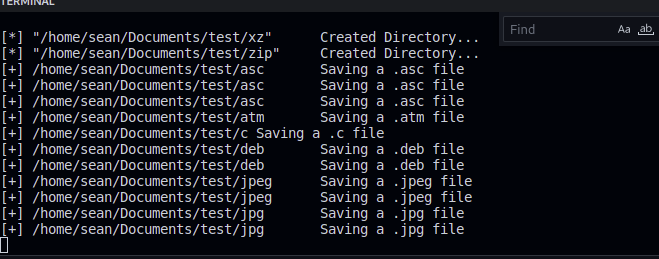 TERMINAL
Find Aa ab,
[*] "/home/sean/Documents/test/xz" Created Directory...
[*] "/home/sean/Documents/test/zip" Created Directory...
[+] /home/sean/Documents/test/asc Saving a .asc file
[+] /home/sean/Documents/test/asc Saving a .asc file
[+] /home/sean/Documents/test/asc Saving a .asc file
[+] /home/sean/Documents/test/atm Saving a .atm file
[+] /home/sean/Documents/test/c Saving a .c file
[+] /home/sean/Documents/test/deb Saving a .deb file
[+] /home/sean/Documents/test/deb Saving a .deb file
[+] /home/sean/Documents/test/jpeg Saving a .jpeg file
[+] /home/sean/Documents/test/jpeg Saving a .jpeg file
[+] /home/sean/Documents/test/jpg Saving a .jpg file
[+] /home/sean/Documents/test/jpg Saving a .jpg file